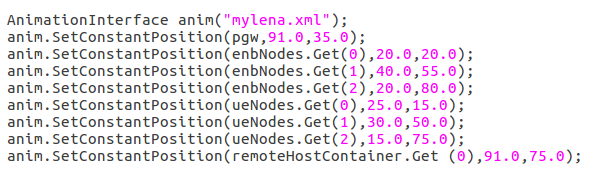 AnimationInterface anim("mylena.xml");
anim.SetConstantPosition(pgw,91.0,35.0);
anim.SetConstantPosition(enbNodes.Get(0),20.0,20.0);
anim.SetConstantPosition(enbNodes.Get(1),40.0,55.0);
anim.SetConstantPosition(enbNodes.Get(2),20.0,80.0);
anim.SetConstantPosition(ueNodes.Get(0),25.0,15.0);
anim.SetConstantPosition(ueNodes.Get(1),30.0,50.0);
anim.SetConstantPosition(ueNodes.Get(2),15.0,75.0);
anim.SetConstantPosition(remoteHostContainer.Get (0),91.0,75.0);